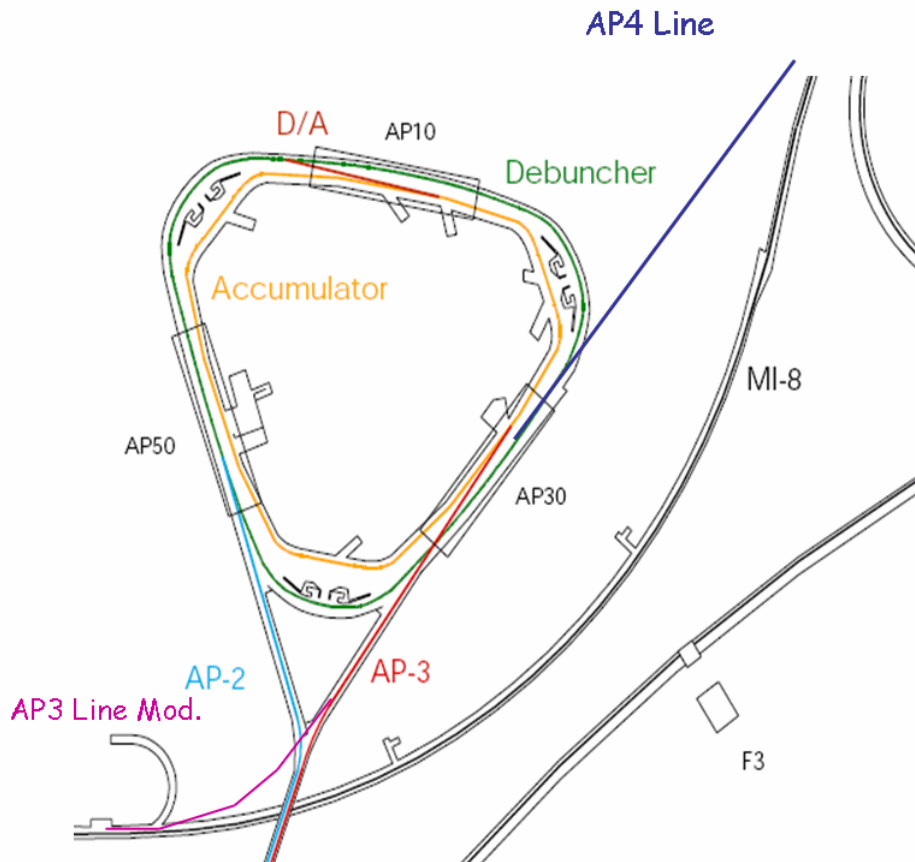 AP4 Line
D/A
AP10
Debuncher
Accumulator
MI-8
AP50
AP30
AP-2
AP-3
AP3 Line Mod.
F3